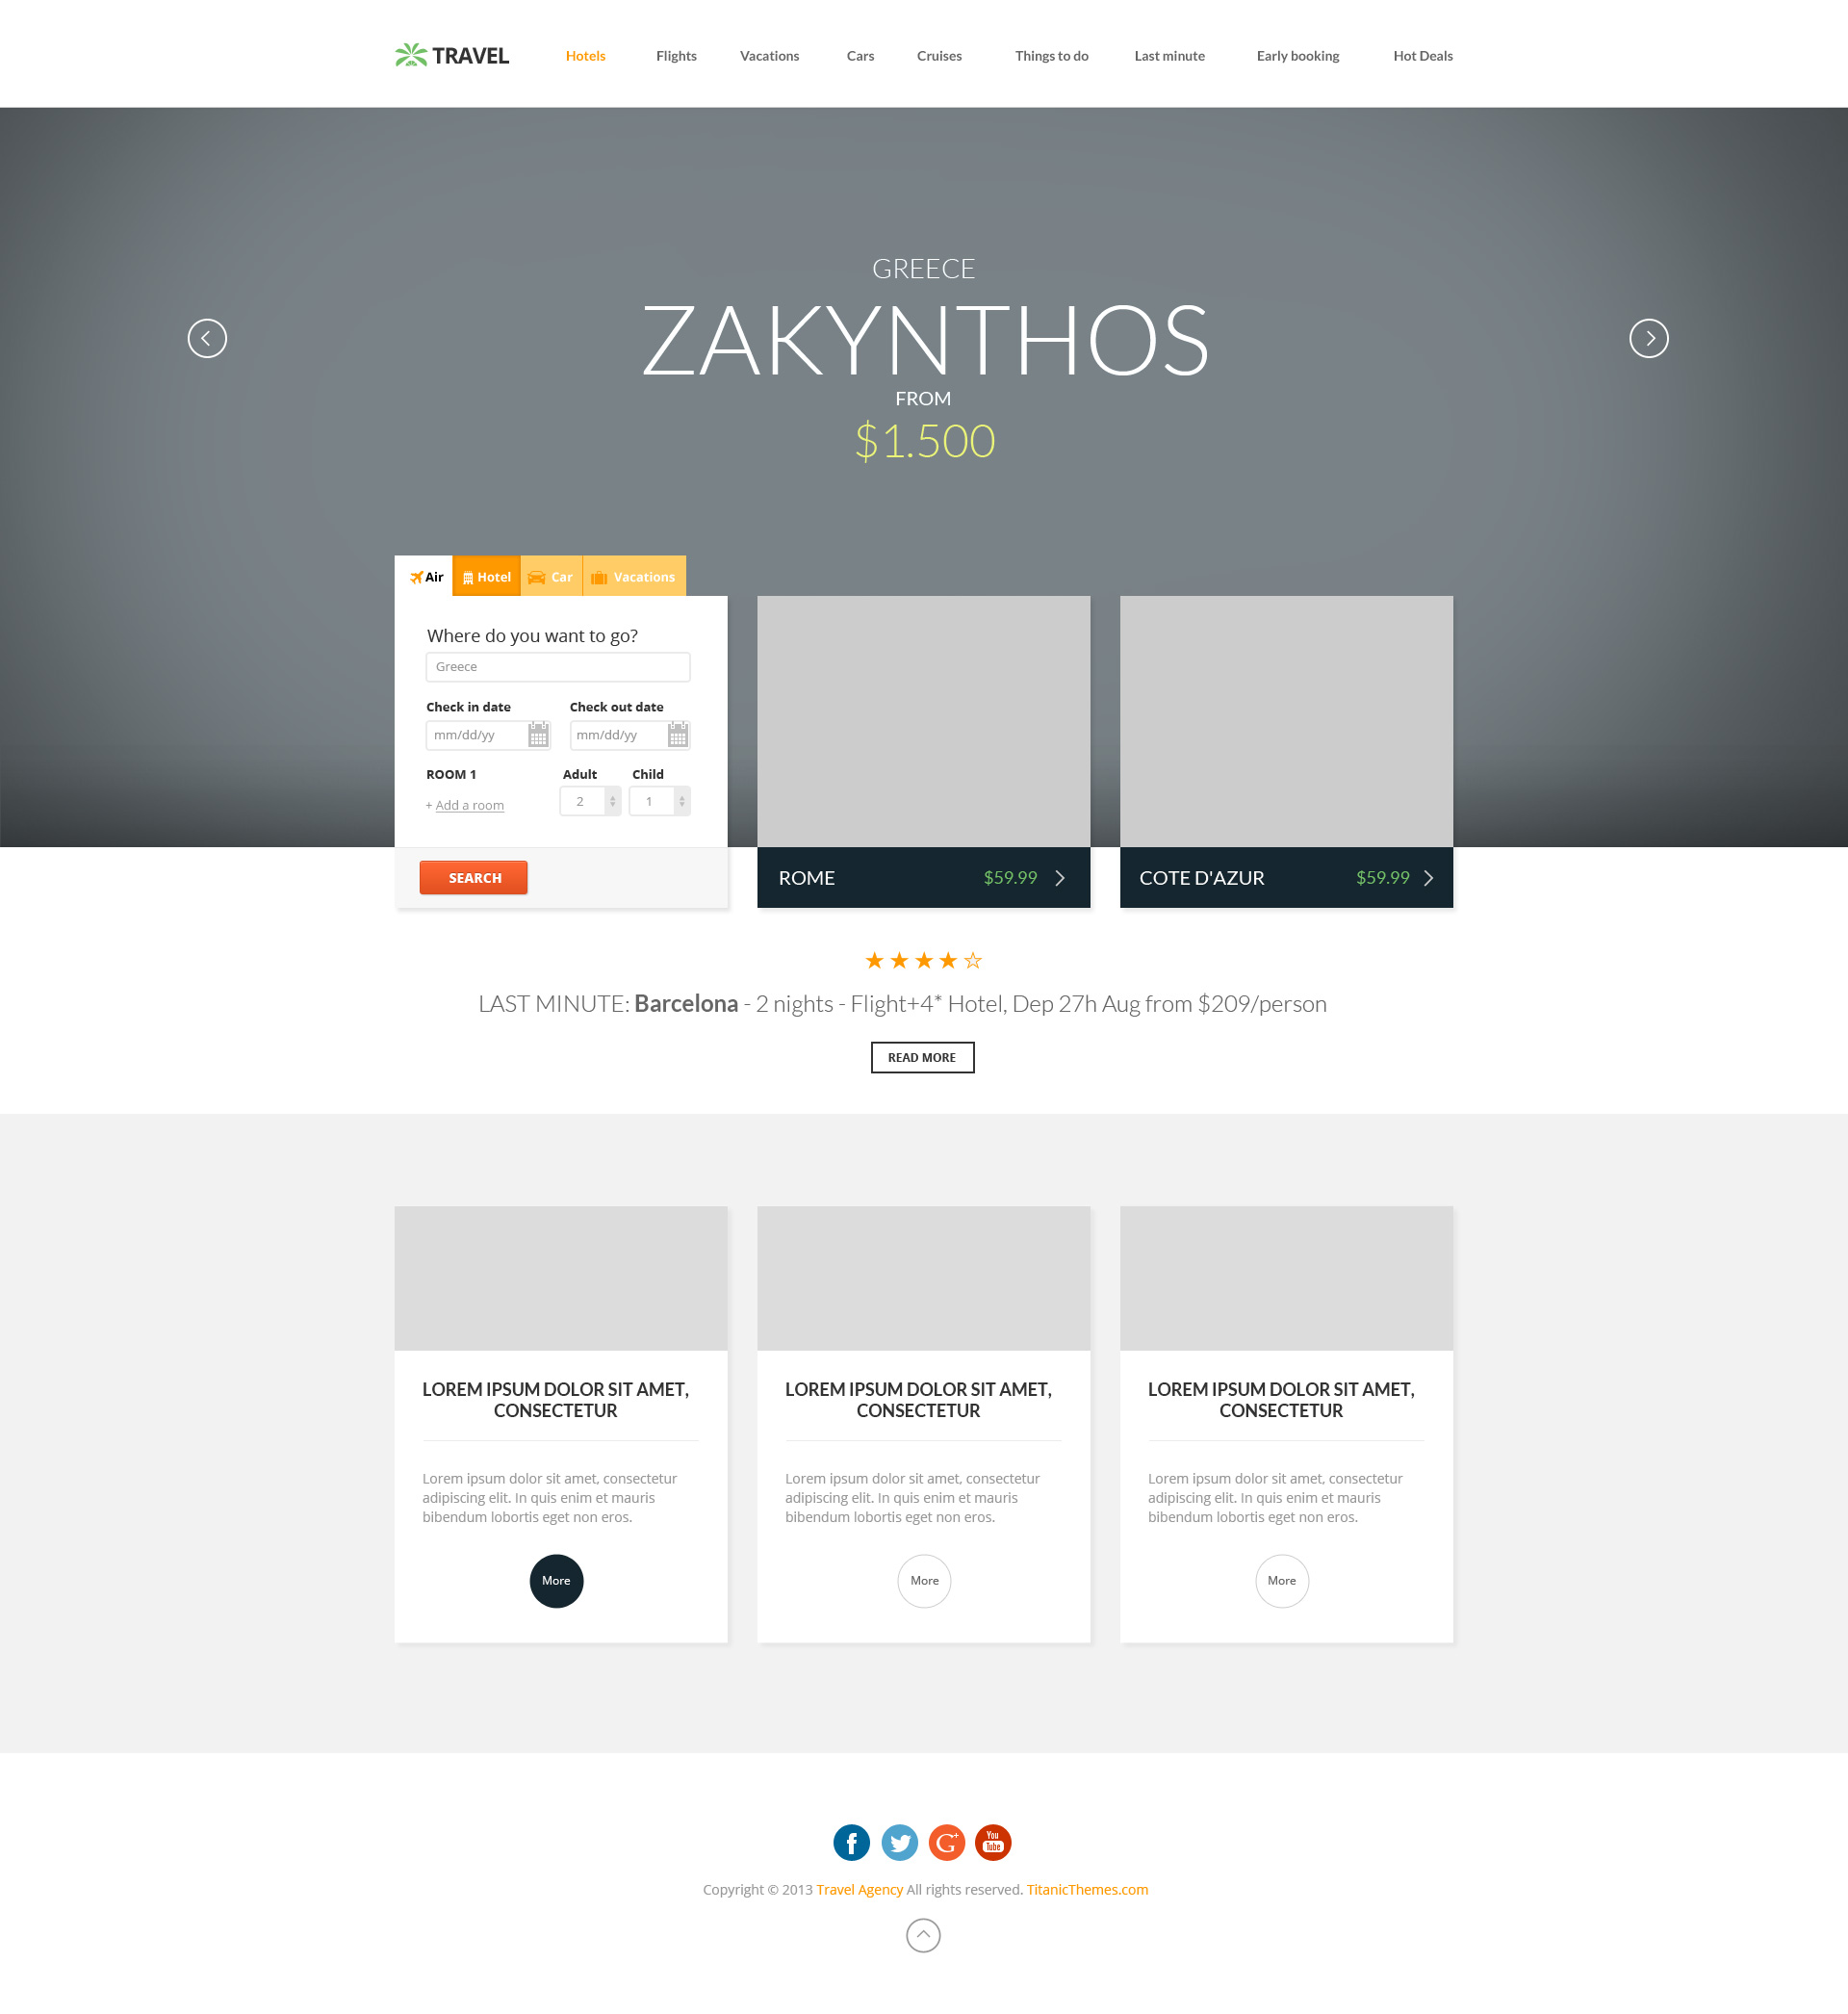 TRAVEL Hotels Flights Vacations Cars Cruises Things to do Last minute Early booking Hot Deals
GREECE
ZAKYNTHOS
FROM
$1.500
Air Hotel Car Vacations
Where do you want to go?
Greece
Check in date Check out date
mm/dd/yy mm/dd/yy
ROOM 1 Adult Child
+ Add a room 2 1
SEARCH
ROME $59.99
COTE D'AZUR $59.99
LAST MINUTE: Barcelona - 2 nights - Flight+4* Hotel, Dep 27h Aug from $209/person
READ MORE
LOREM IPSUM DOLOR SIT AMET,
CONSECTETUR
Lorem ipsum dolor sit amet, consectetur
adipiscing elit. In quis enim et mauris
bibendum lobortis eget non eros.
More
LOREM IPSUM DOLOR SIT AMET,
CONSECTETUR
Lorem ipsum dolor sit amet, consectetur
adipiscing elit. In quis enim et mauris
bibendum lobortis eget non eros.
More
LOREM IPSUM DOLOR SIT AMET,
CONSECTETUR
Lorem ipsum dolor sit amet, consectetur
adipiscing elit. In quis enim et mauris
bibendum lobortis eget non eros.
More
f G+ You Tube
Copyright © 2013 Travel Agency All rights reserved. TitanicThemes.com